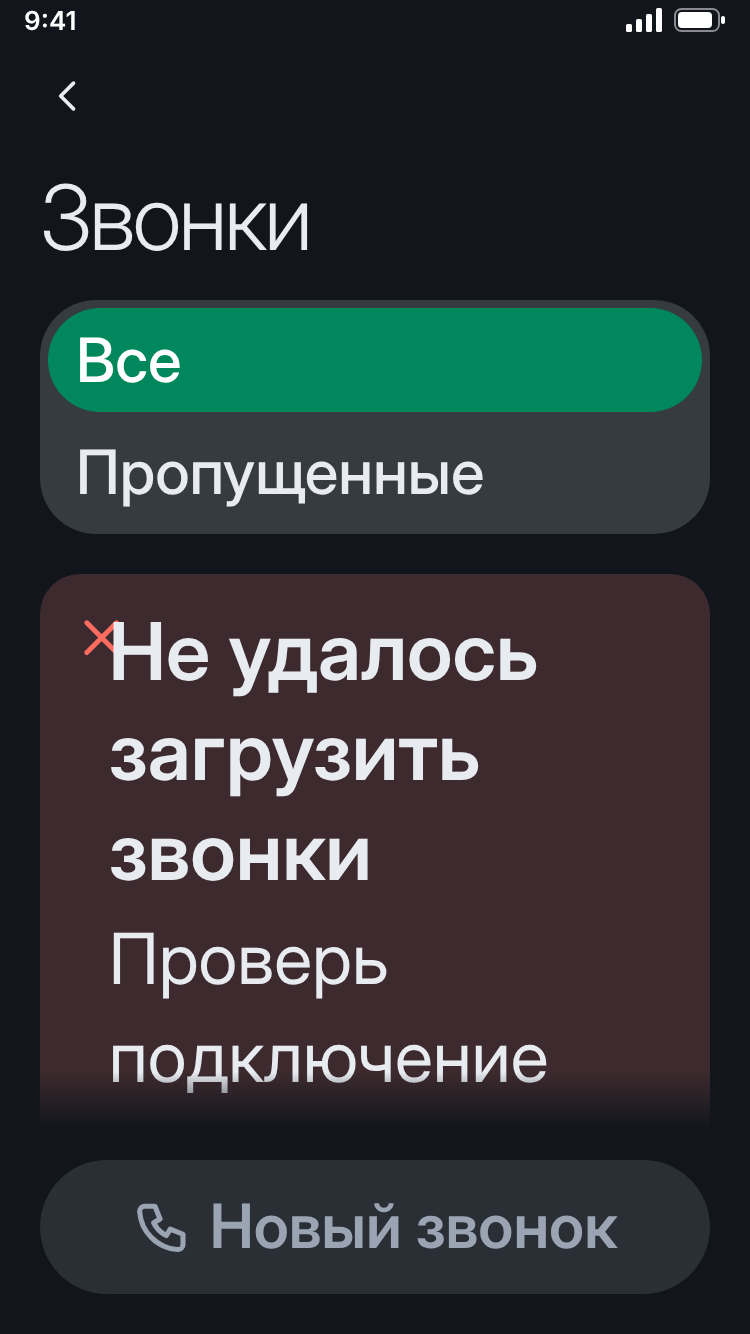 9:41
Звонки
Все
Пропущенные
Не удалось
загрузить
звонки
Проверь
подключение
Новый звонок